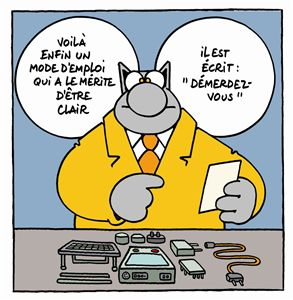 VOILÀ
ENFIN UN
MODE D'EMPLOI
QUI A LE MÉRITE
D'ÊTRE
CLAIR
iL EST
ÉCRIT :
"DÉMERDEZ-
VOUS"